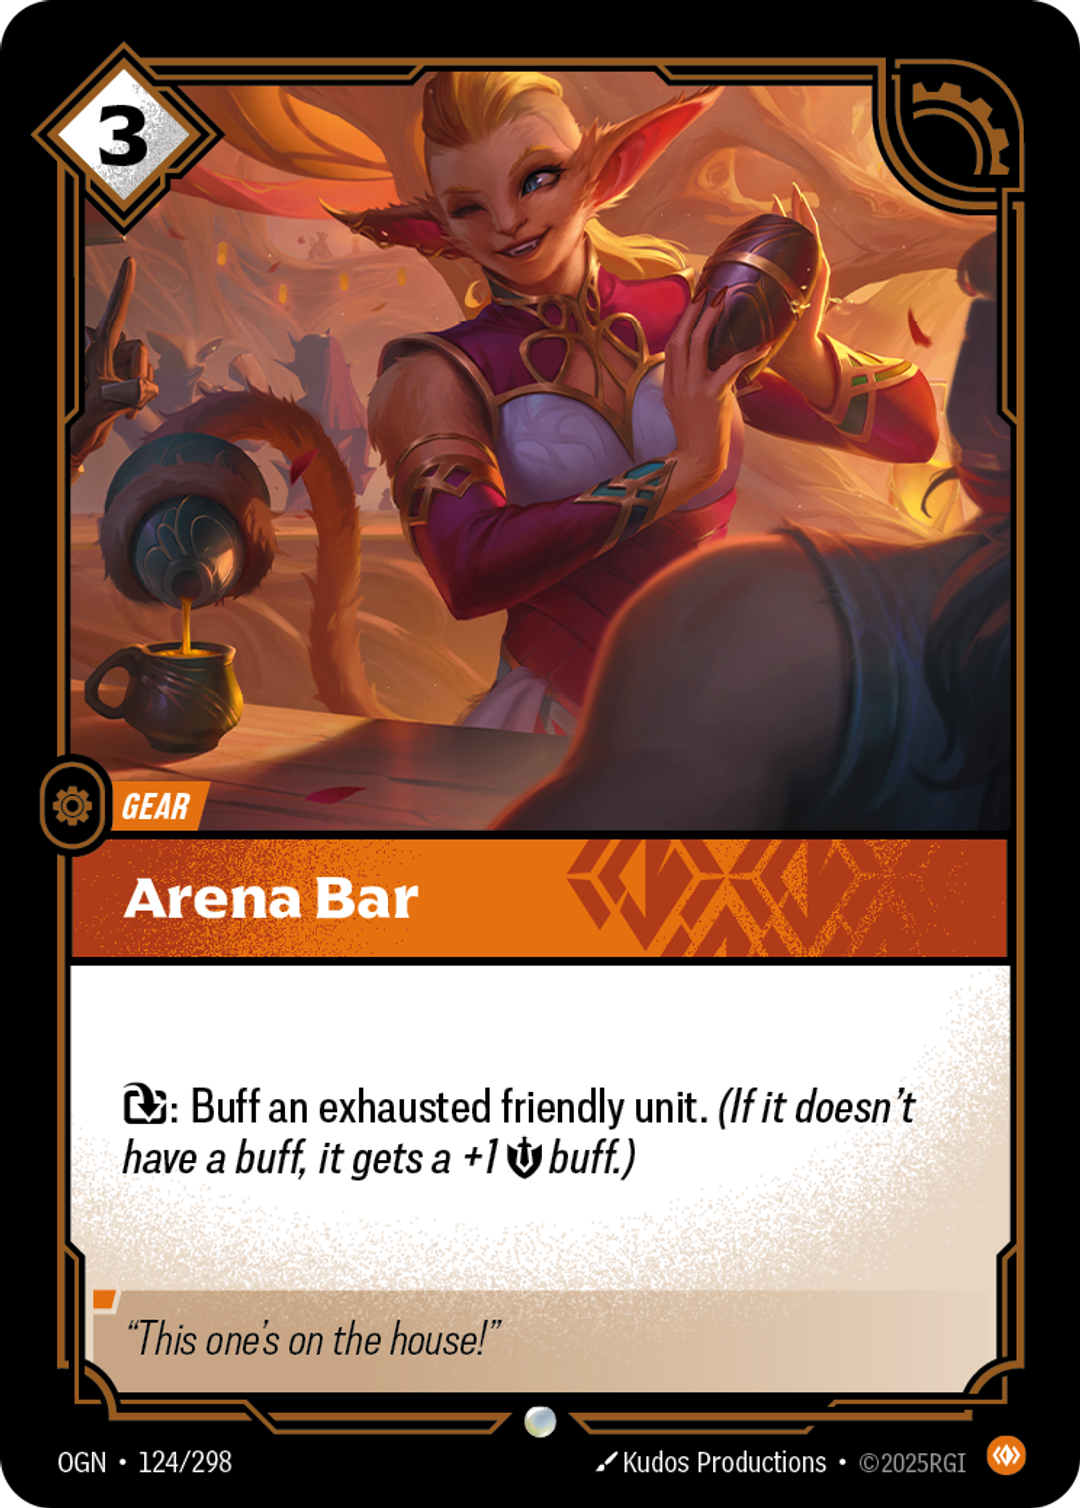 3
GEAR
Arena Bar
: Buff an exhausted friendly unit. (If it doesn't
have a buff, it gets a +1 buff.)
“This one's on the house!”
OGN • 124/298
Kudos Productions • ©2025RGI